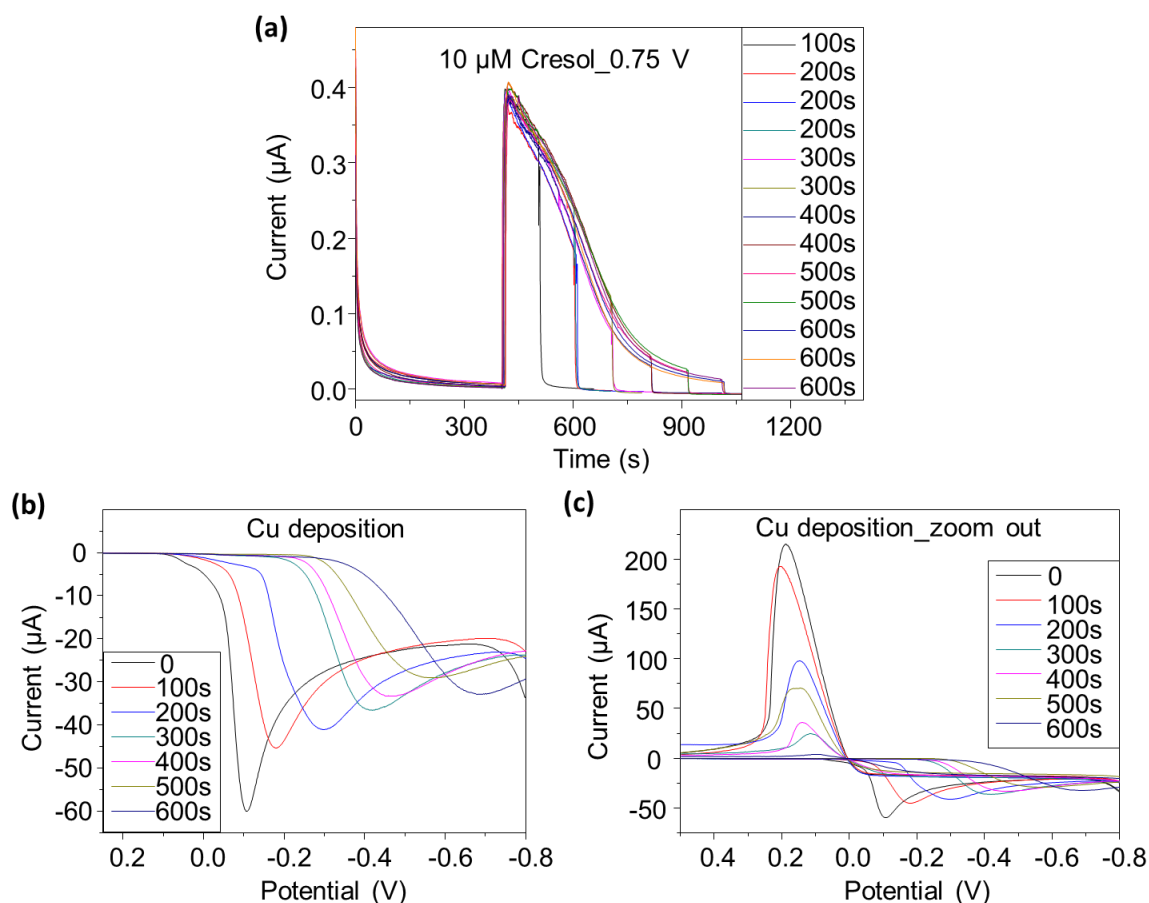 (a)
10 µM Cresol_0.75 V
Current (µA)
0.4
0.3
0.2
0.1
0.0
0 300 600 900 1200
Time (s)
100s
200s
200s
200s
300s
300s
400s
400s
500s
500s
600s
600s
600s
(b)
Cu deposition
Current (µA)
0
-10
-20
-30
-40
-50
-60
0
100s
200s
300s
400s
500s
600s
0.2 0.0 -0.2 -0.4 -0.6 -0.8
Potential (V)
(c)
Cu deposition_zoom out
Current (µA)
200
150
100
50
0
-50
0
100s
200s
300s
400s
500s
600s
0.4 0.2 0.0 -0.2 -0.4 -0.6 -0.8
Potential (V)